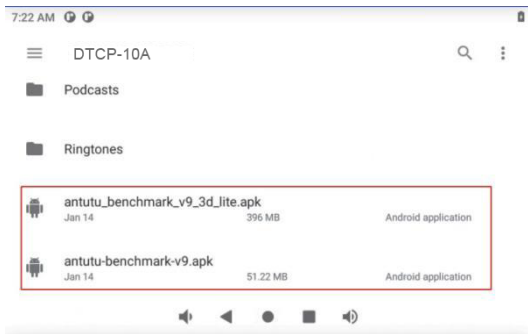 7:22 AM
DTCP-10A
Podcasts
Ringtones
antutu_benchmark_v9_3d_lite.apk
Jan 14 396 MB Android application
antutu-benchmark-v9.apk
Jan 14 51.22 MB Android application